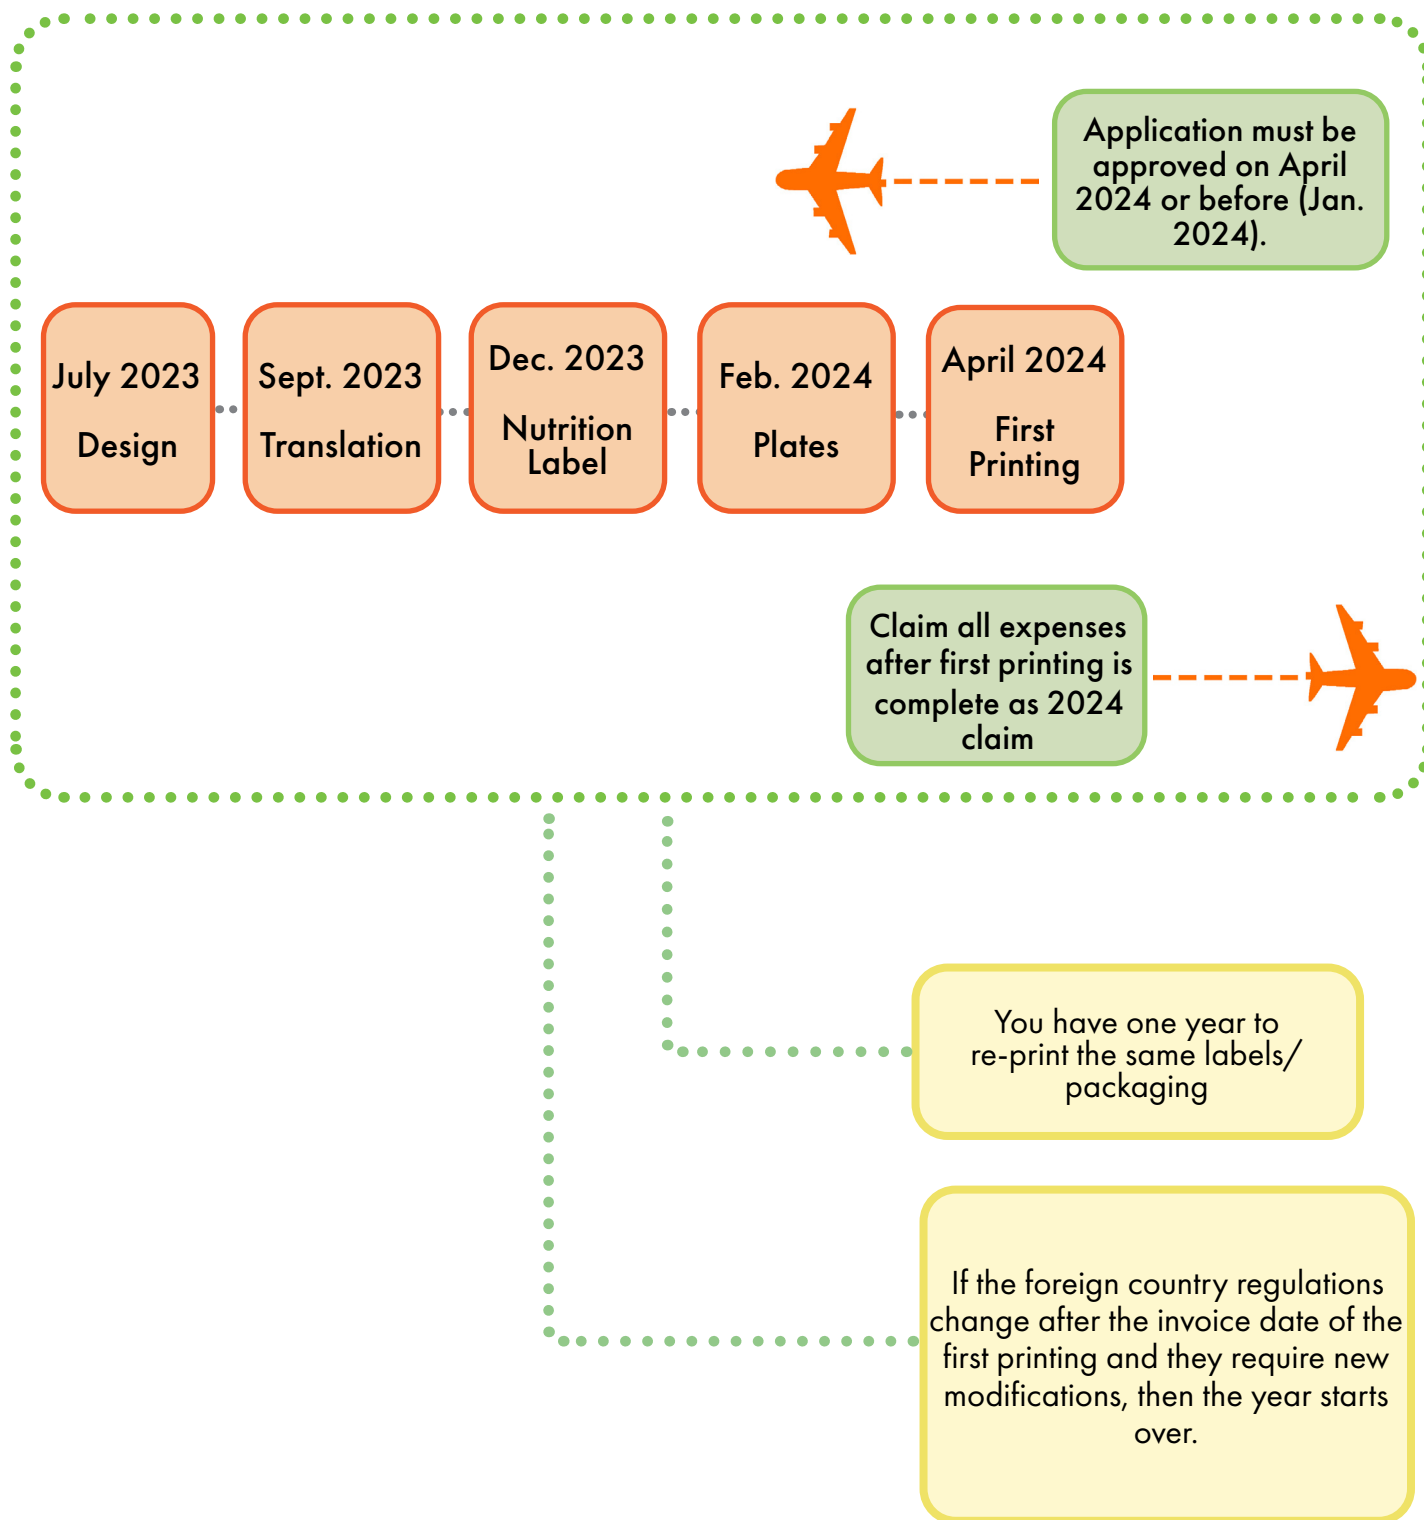 Application must be
approved on April
2024 or before (Jan.
2024).
July 2023
Design
Sept. 2023
Translation
Dec. 2023
Nutrition
Label
Feb. 2024
Plates
April 2024
First
Printing
Claim all expenses
after first printing is
complete as 2024
claim
You have one year to
re-print the same labels/
packaging
If the foreign country regulations
change after the invoice date of the
first printing and they require new
modifications, then the year starts
over.